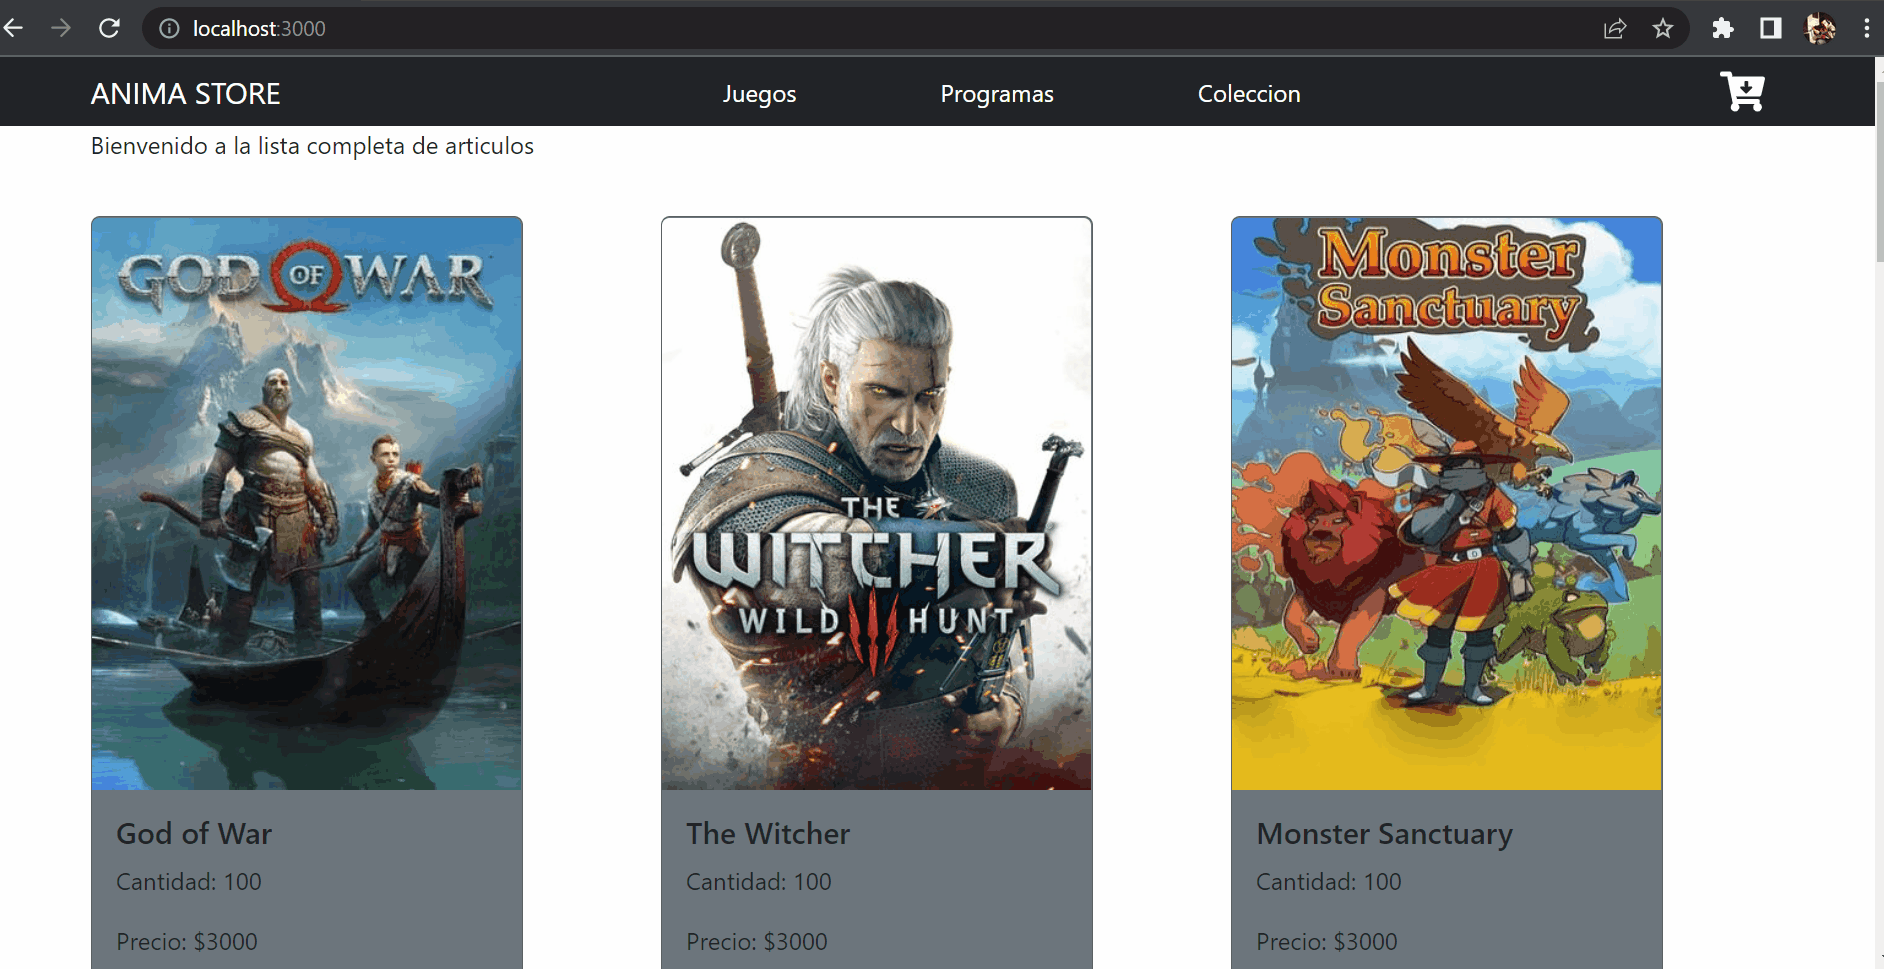 localhost:3000
ANIMA STORE
Juegos
Programas
Coleccion
Bienvenido a la lista completa de articulos
GOD OF WAR
THE
WITCHER
WILD HUNT
Monster
Sanctuary
God of War
Cantidad: 100
Precio: $3000
The Witcher
Cantidad: 100
Precio: $3000
Monster Sanctuary
Cantidad: 100
Precio: $3000